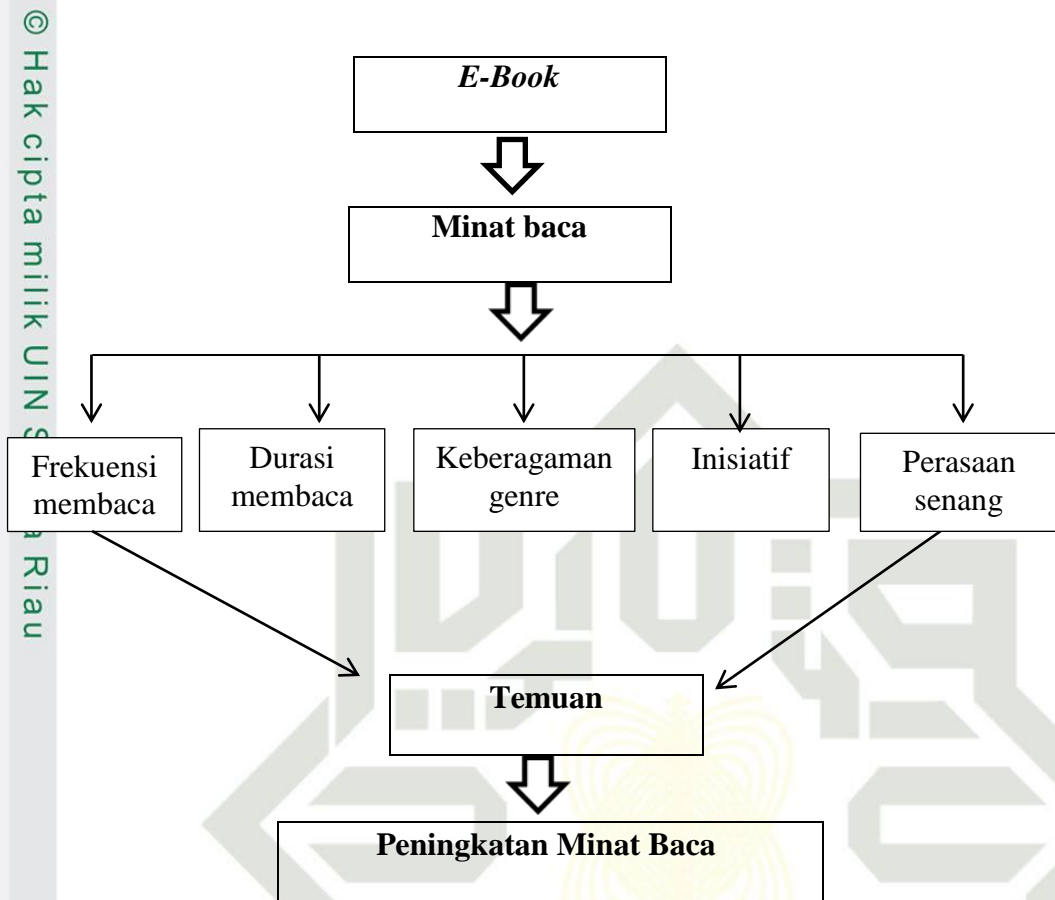 © Hak cipta milik UIN S a Riau
E-Book
Minat baca
Frekuensi
membaca
Durasi
membaca
Keberagaman
genre
Inisiatif
Perasaan
senang
Temuan
Peningkatan Minat Baca